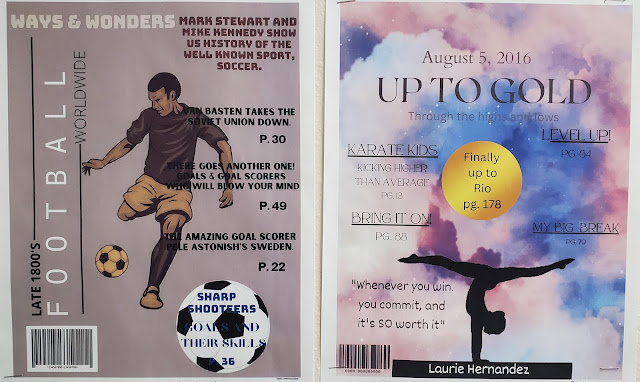 WAYS & WONDERS
MARK STEWART AND
MIKE KENNEDY SHOW
US HISTORY OF THE
WELL KNOWN SPORT,
SOCCER.
LATE 1800'S
FOOTBALL
WORLDWIDE
VAN BASTEN TAKES THE
SOVIET UNION DOWN.
P. 30
THERE GOES ANOTHER ONE!
GOALS & GOAL SCORERS
WHO WILL BLOW YOUR MIND
P. 49
THE AMAZING GOAL SCORER
PELE ASTONISH'S SWEDEN.
P. 22
SHARP
SHOOTEERS
GOALS AND
THEIR SKILLS
P. 36
August 5, 2016
UP TO GOLD
Through the highs and lows
KARATE KIDS
KICKING HIGHER
THAN AVERAGE
PG.13
BRING IT ON!
PG. 88
Finally
up to
Rio
pg. 178
LEVEL UP!
PG. 64
MY BIG BREAK
PG.70
"Whenever you win.
you commit, and
it's SO worth it"
Laurie Hernandez